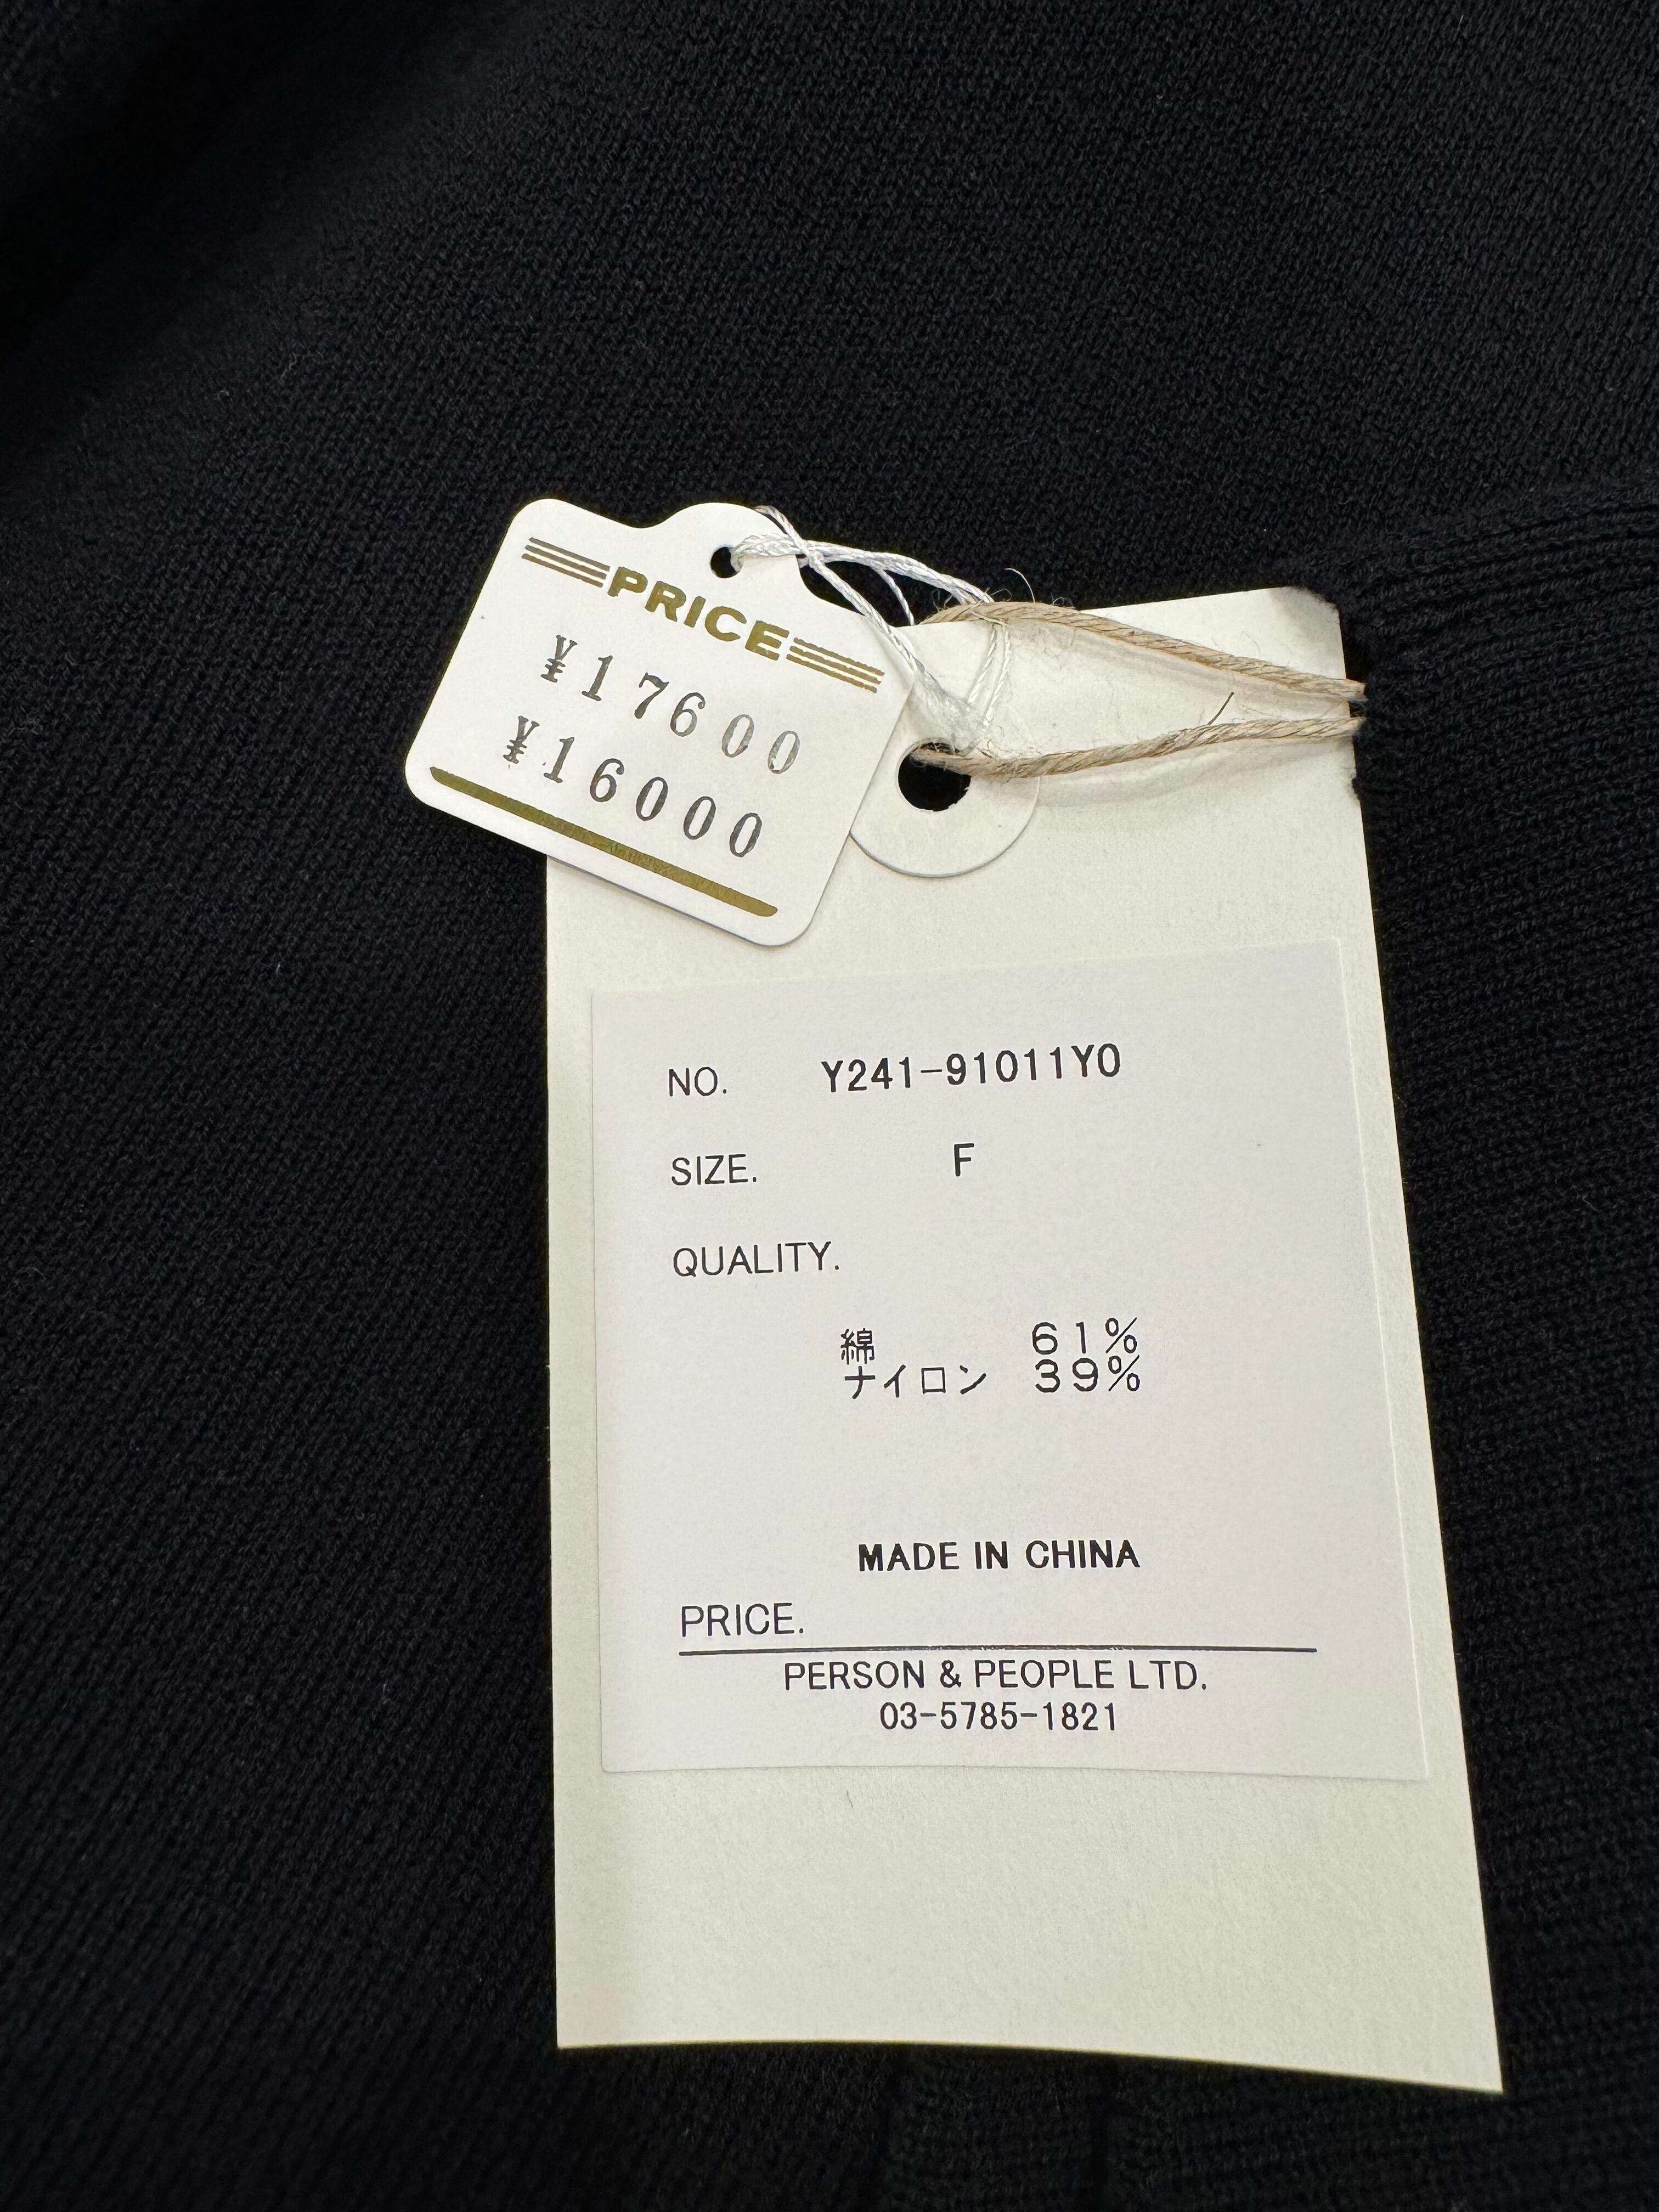 PRICE
¥17600
¥16000
NO. Y241-91011YO
SIZE. F
QUALITY.
綿 61%
ナイロン 39%
MADE IN CHINA
PRICE.
PERSON & PEOPLE LTD.
03-5785-1821